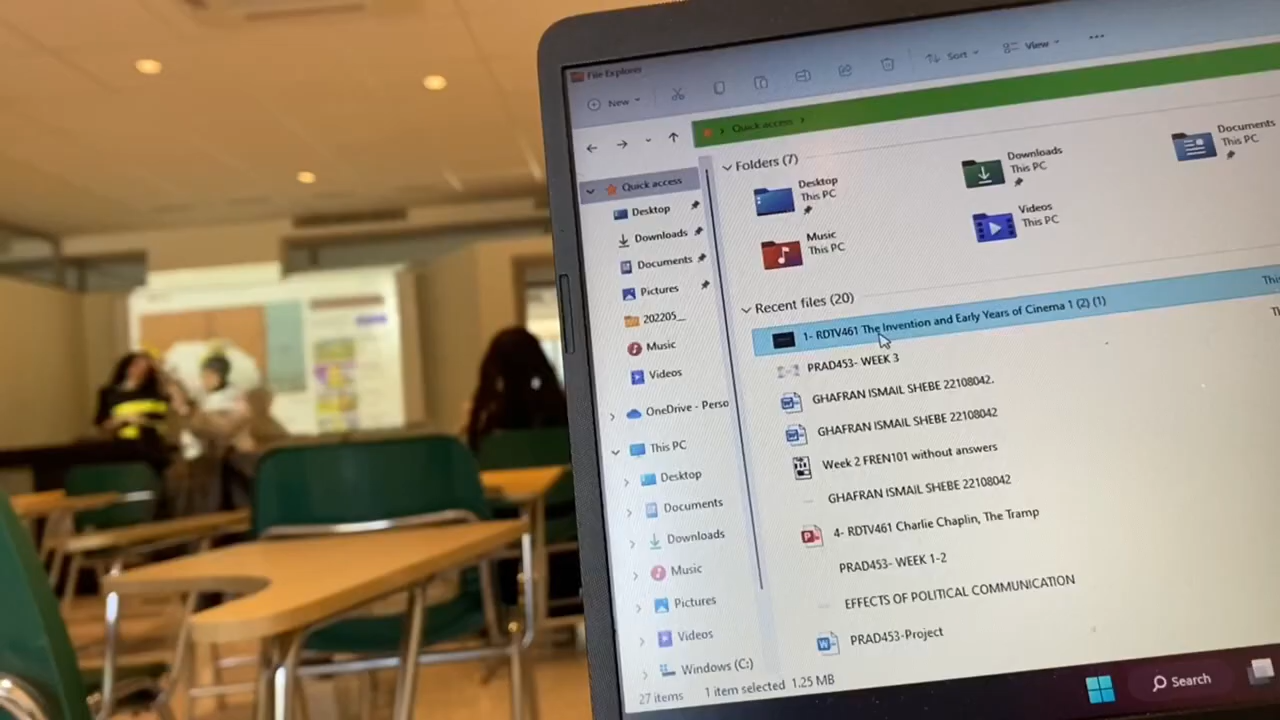 File Explorer
New
Sort
View
Quick access
Folders (7)
Desktop
This PC
Downloads
This PC
Documents
This PC
Music
This PC
Videos
This PC
Recent files (20)
1- RDTV461 The Invention and Early Years of Cinema 1 (2) (1)
PRAD453- WEEK 3
GHAFRAN ISMAIL SHEBE 22108042.
GHAFRAN ISMAIL SHEBE 22108042
Week 2 FREN101 without answers
GHAFRAN ISMAIL SHEBE 22108042
4- RDTV461 Charlie Chaplin, The Tramp
PRAD453- WEEK 1-2
EFFECTS OF POLITICAL COMMUNICATION
PRAD453-Project
Quick access
Desktop
Downloads
Documents
Pictures
202205_
Music
Videos
OneDrive - Perso
This PC
Desktop
Documents
Downloads
Music
Pictures
Videos
Windows (C:)
27 items
1 item selected 1.25 MB
Search